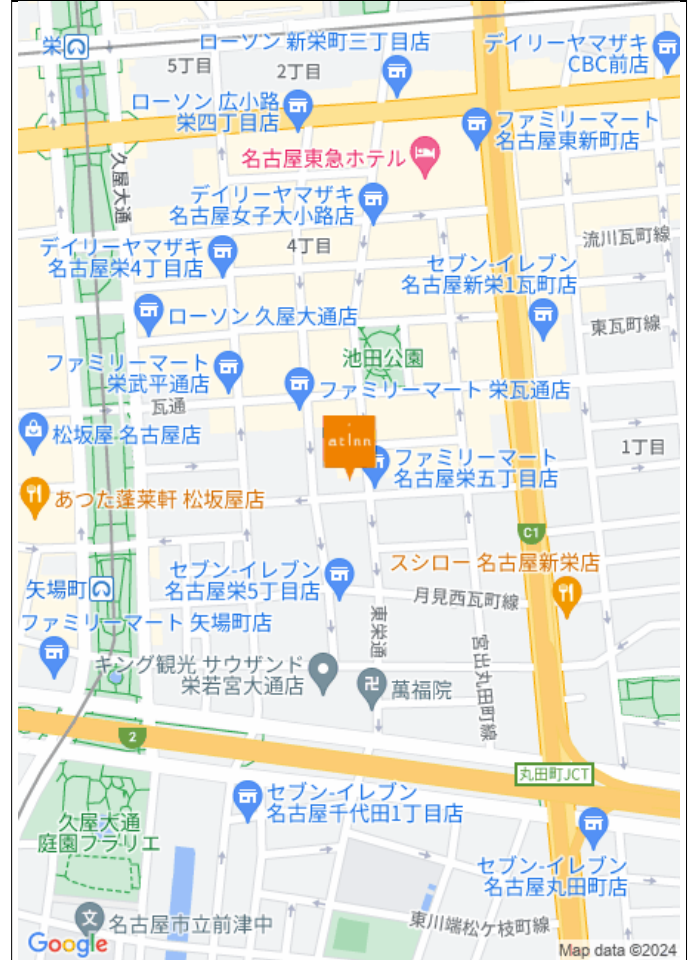 栄
ローソン 新栄町三丁目店
デイリーヤマザキ
CBC前店
5丁目
2丁目
ローソン 広小路
栄四丁目店
ファミリーマート
名古屋東新町店
名古屋東急ホテル
久屋大通
デイリーヤマザキ
名古屋女子大小路店
流川瓦町線
デイリーヤマザキ
名古屋栄4丁目店
4丁目
セブン-イレブン
名古屋新栄1瓦町店
ローソン 久屋大通店
東瓦町線
池田公園
ファミリーマート
栄武平通店
ファミリーマート 栄瓦通店
瓦通
松坂屋 名古屋店
at inn
1丁目
ファミリーマート
名古屋栄五丁目店
あつた蓬莱軒 松坂屋店
C1
スシロー 名古屋新栄店
セブン-イレブン
名古屋栄5丁目店
矢場町
月見西瓦町線
ファミリーマート 矢場町店
東栄通
宮出丸田町線
キング観光 サウザンド
栄若宮大通店
萬福院
2
丸田町JCT
セブン-イレブン
名古屋千代田1丁目店
久屋大通
庭園フラリエ
セブン-イレブン
名古屋丸田町店
文
名古屋市立前津中
東川端松ケ枝町線
Google
Map data ©2024